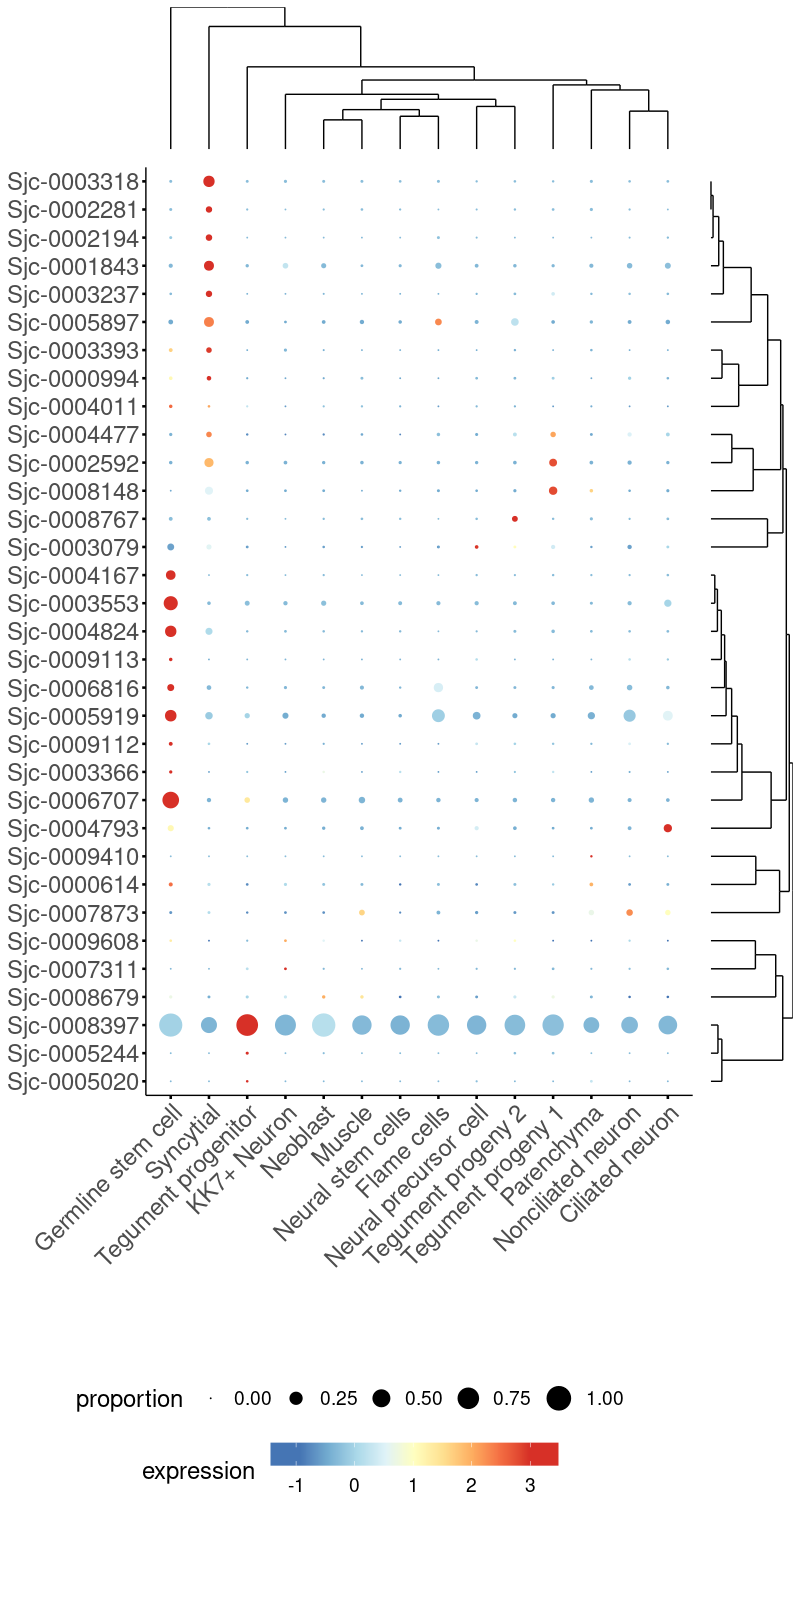 Sjc-0003318
Sjc-0002281
Sjc-0002194
Sjc-0001843
Sjc-0003237
Sjc-0005897
Sjc-0003393
Sjc-0000994
Sjc-0004011
Sjc-0004477
Sjc-0002592
Sjc-0008148
Sjc-0008767
Sjc-0003079
Sjc-0004167
Sjc-0003553
Sjc-0004824
Sjc-0009113
Sjc-0006816
Sjc-0005919
Sjc-0009112
Sjc-0003366
Sjc-0006707
Sjc-0004793
Sjc-0009410
Sjc-0000614
Sjc-0007873
Sjc-0009608
Sjc-0007311
Sjc-0008679
Sjc-0008397
Sjc-0005244
Sjc-0005020
Germline stem cell
Syncytial
Tegument progenitor
KK7+ Neuron
Neoblast
Muscle
Neural stem cells
Flame cells
Neural precursor cell
Tegument progeny 2
Tegument progeny 1
Parenchyma
Nonciliated neuron
Ciliated neuron
proportion 0.00 0.25 0.50 0.75 1.00
expression
-1 0 1 2 3